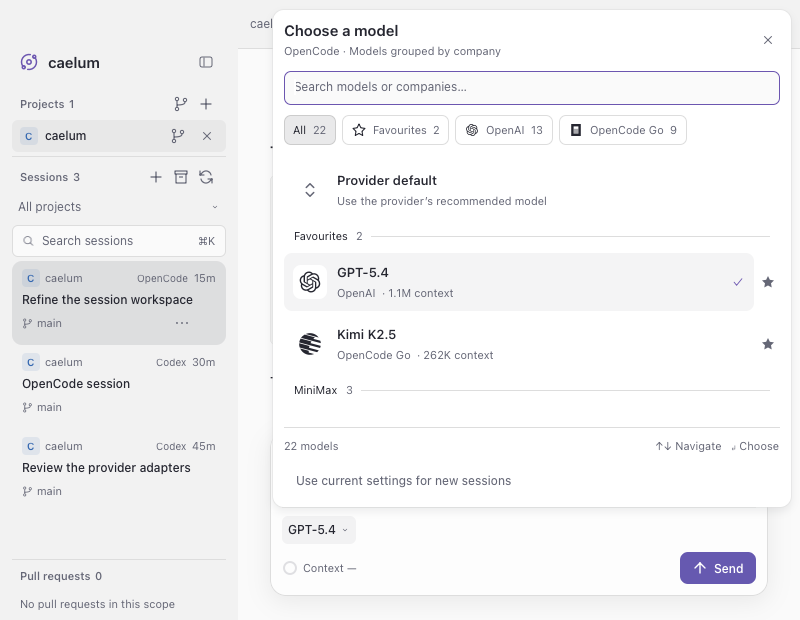 caelum
Projects 1
C caelum
Sessions 3
All projects
Search sessions ⌘K
C caelum OpenCode 15m
Refine the session workspace
main
C caelum Codex 30m
OpenCode session
main
C caelum Codex 45m
Review the provider adapters
main
Pull requests 0
No pull requests in this scope
cael
Choose a model
OpenCode · Models grouped by company
Search models or companies...
All 22 Favourites 2 OpenAI 13 OpenCode Go 9
Provider default
Use the provider's recommended model
Favourites 2
GPT-5.4
OpenAI · 1.1M context
Kimi K2.5
OpenCode Go · 262K context
MiniMax 3
22 models ↑↓ Navigate Choose
Use current settings for new sessions
GPT-5.4
Context —
Send